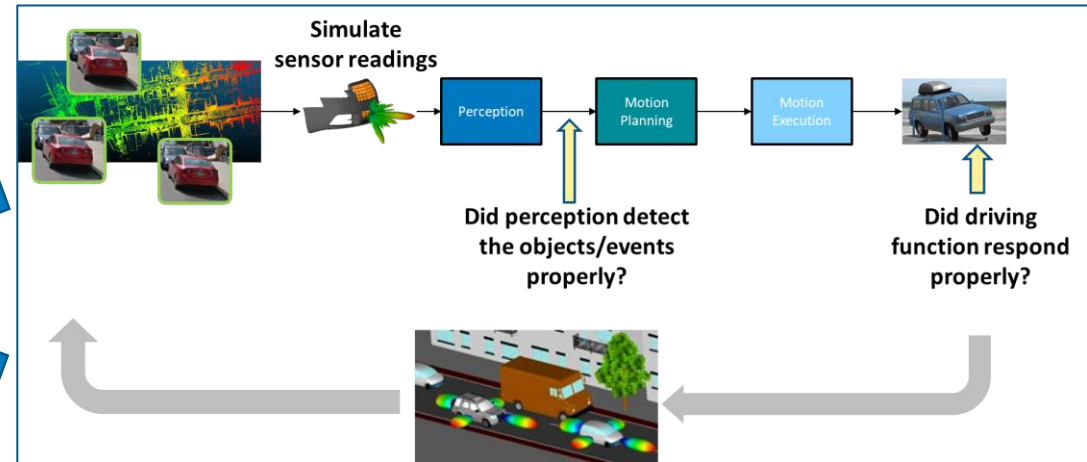 Simulate
sensor readings
Perception
Motion
Planning
Motion
Execution
Did perception detect
the objects/events
properly?
Did driving
function respond
properly?